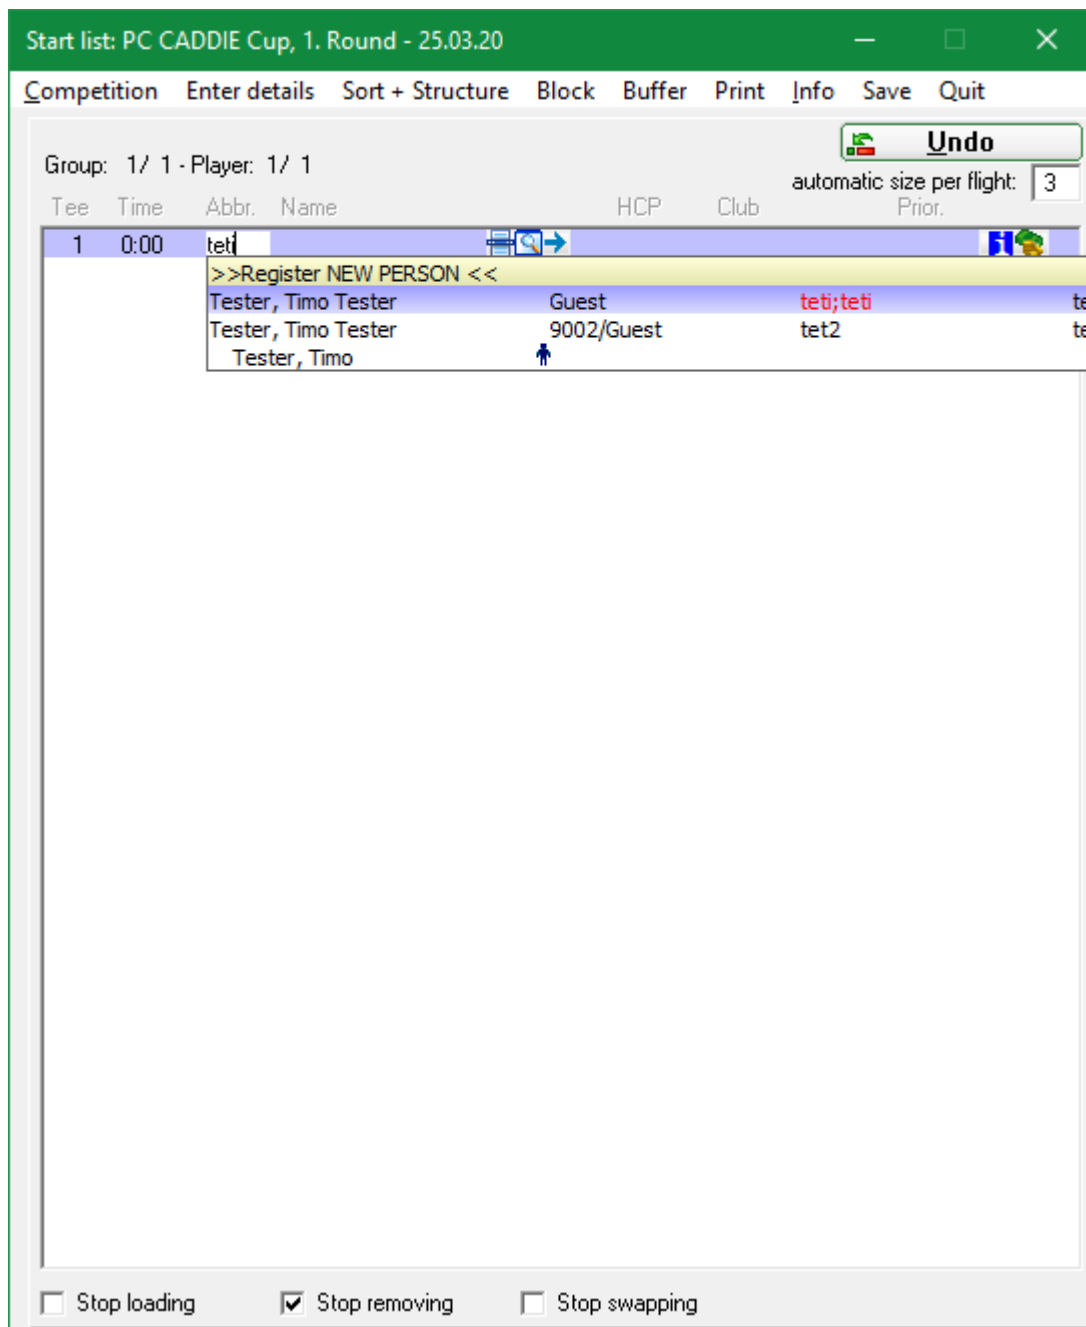 Start list: PC CADDIE Cup, 1. Round - 25.03.20
Competition Enter details Sort + Structure Block Buffer Print Info Save Quit
Undo
Group: 1/ 1 - Player: 1/ 1
automatic size per flight: 3
Tee Time Abbr. Name HCP Club Prior.
1 0:00 teti
>>Register NEW PERSON <<
Tester, Timo Tester Guest teti;teti te
Tester, Timo Tester 9002/Guest tet2 te
Tester, Timo
Stop loading Stop removing Stop swapping